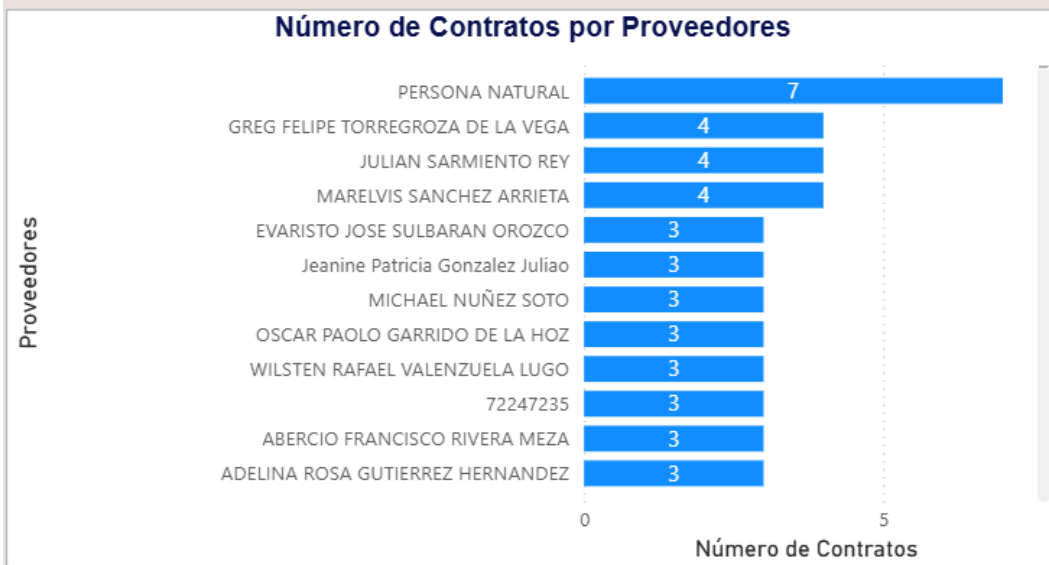 Número de Contratos por Proveedores
Proveedores
PERSONA NATURAL 7
GREG FELIPE TORREGROZA DE LA VEGA 4
JULIAN SARMIENTO REY 4
MARELVIS SANCHEZ ARRIETA 4
EVARISTO JOSE SULBARAN OROZCO 3
Jeanine Patricia Gonzalez Juliao 3
MICHAEL NUÑEZ SOTO 3
OSCAR PAOLO GARRIDO DE LA HOZ 3
WILSTEN RAFAEL VALENZUELA LUGO 3
72247235 3
ABERCIO FRANCISCO RIVERA MEZA 3
ADELINA ROSA GUTIERREZ HERNANDEZ 3
0 5
Número de Contratos